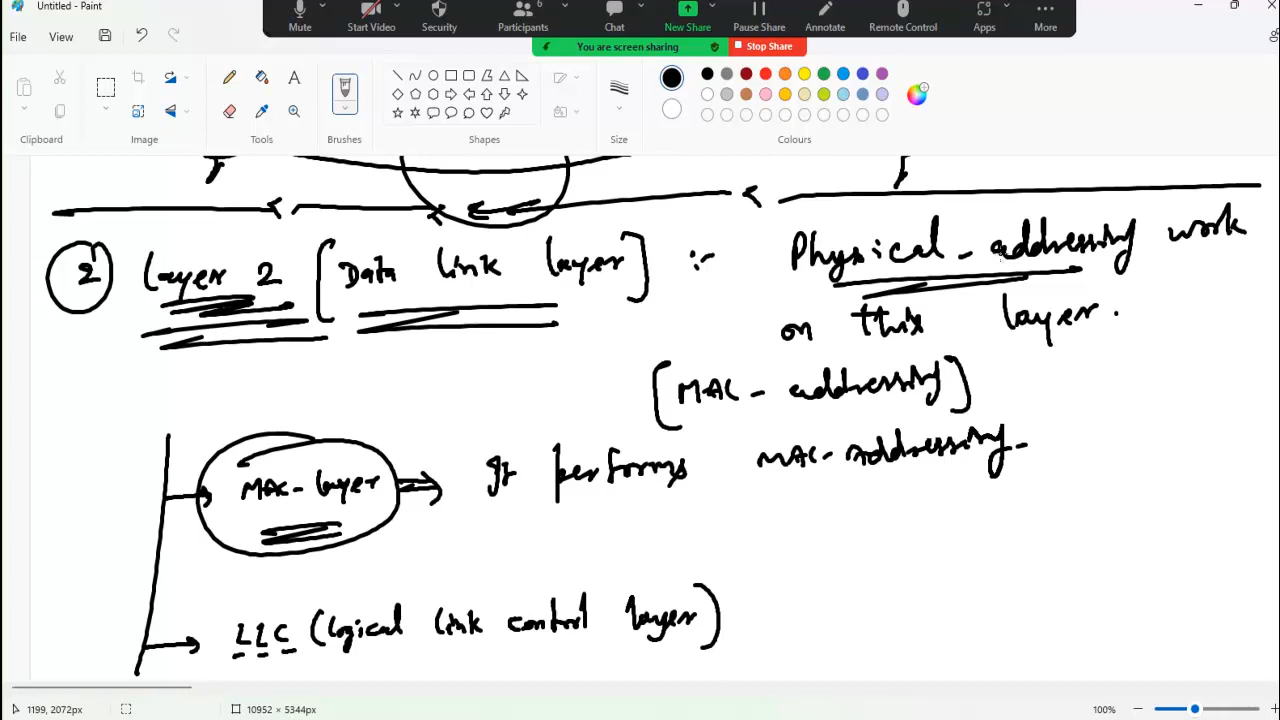 Untitled - Paint
Mute Start Video Security Participants 6 Chat New Share Pause Share Annotate Remote Control Apps More
You are screen sharing Stop Share
File View
Clipboard Image Tools Brushes Shapes Size Colours
2 Layer 2 [Data link layer] :- Physical - addressing work
on this layer.
[MAC - addressing]
MAC - layer ⇒ It performs MAC - Addressing -
LLC (logical link control layer)
1199, 2072px 10952 × 5344px 100%